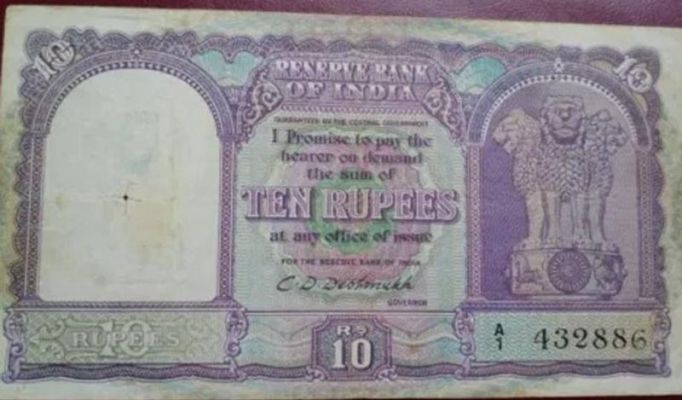 10
10
RESERVE BANK
OF INDIA
GUARANTEED BY THE CENTRAL GOVERNMENT
I Promise to pay the
bearer on demand
the sum of
TEN RUPEES
at any office of issue
FOR THE RESERVE BANK OF INDIA
C. D. Deshmukh
GOVERNOR
RUPEES 10
RS
10
A/1 432886